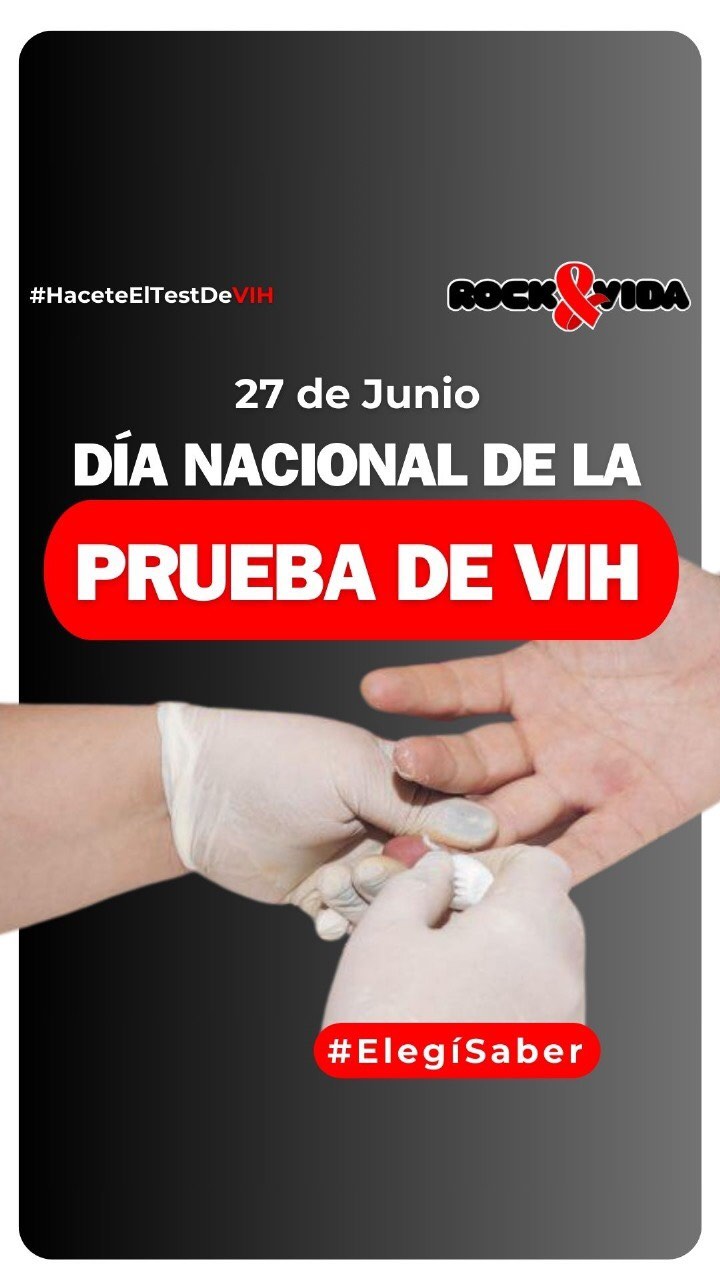 #HaceteElTestDeVIH
ROCK&VIDA
27 de Junio
DÍA NACIONAL DE LA
PRUEBA DE VIH
#ElegíSaber